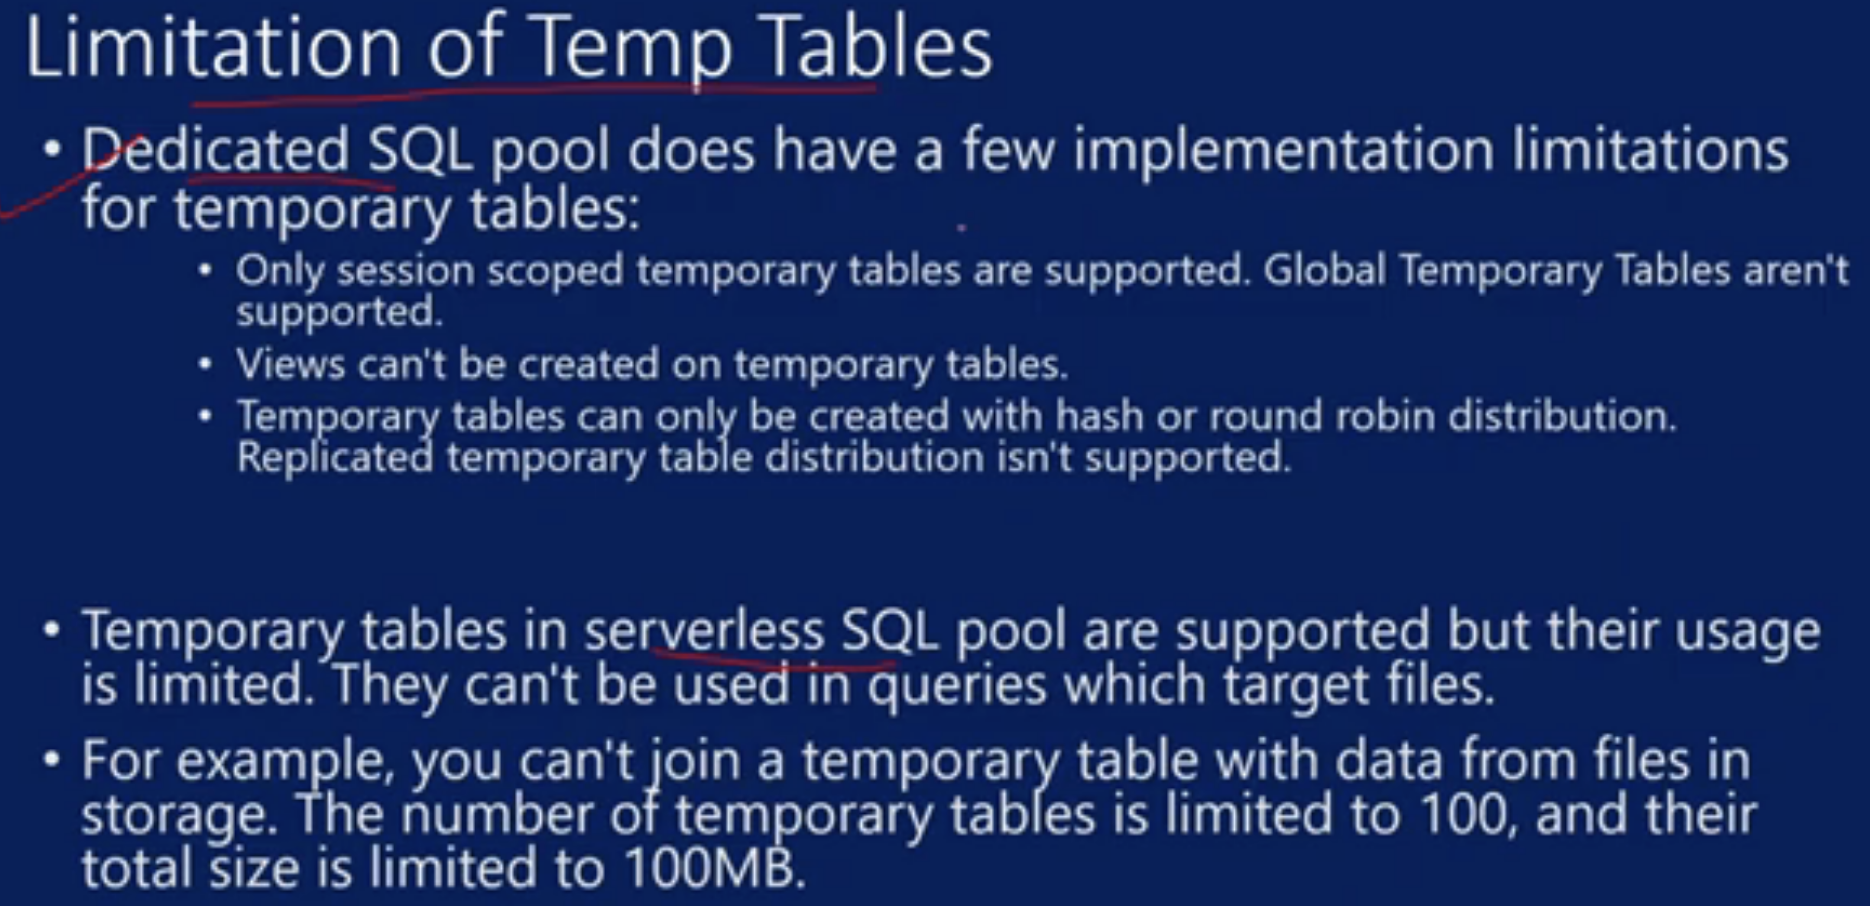 Limitation of Temp Tables
• Dedicated SQL pool does have a few implementation limitations
for temporary tables:
• Only session scoped temporary tables are supported. Global Temporary Tables aren't
supported.
• Views can't be created on temporary tables.
• Temporary tables can only be created with hash or round robin distribution.
Replicated temporary table distribution isn't supported.
• Temporary tables in serverless SQL pool are supported but their usage
is limited. They can't be used in queries which target files.
• For example, you can't join a temporary table with data from files in
storage. The number of temporary tables is limited to 100, and their
total size is limited to 100MB.